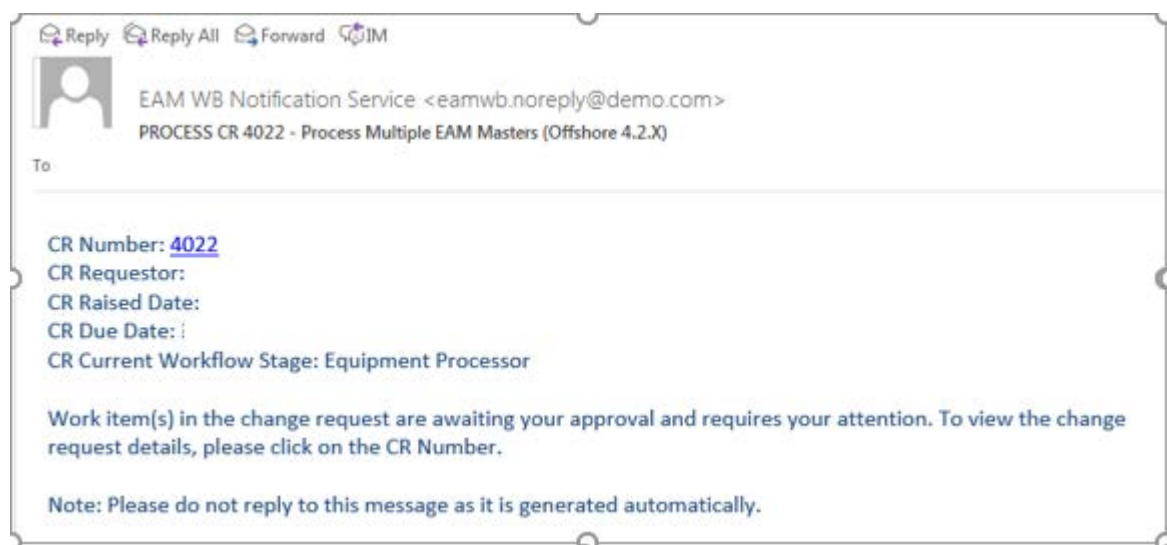 Reply Reply All Forward IM
EAM WB Notification Service <eamwb.noreply@demo.com>
PROCESS CR 4022 - Process Multiple EAM Masters (Offshore 4.2.X)
To
CR Number: 4022
CR Requestor:
CR Raised Date:
CR Due Date:
CR Current Workflow Stage: Equipment Processor
Work item(s) in the change request are awaiting your approval and requires your attention. To view the change
request details, please click on the CR Number.
Note: Please do not reply to this message as it is generated automatically.